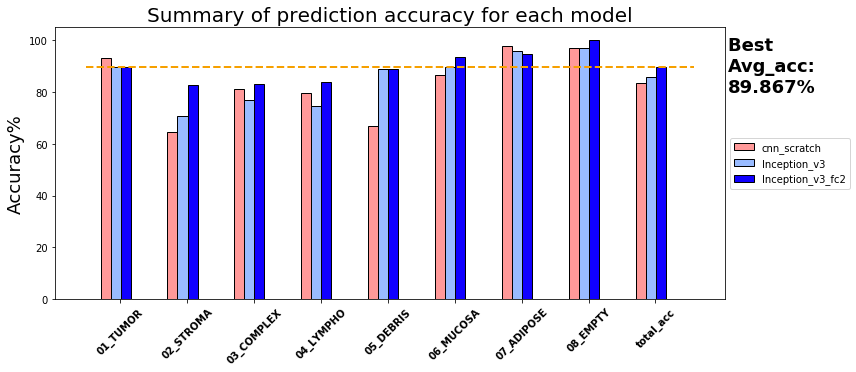 Summary of prediction accuracy for each model
Accuracy%
100
80
60
40
20
0
01_TUMOR
02_STROMA
03_COMPLEX
04_LYMPHO
05_DEBRIS
06_MUCOSA
07_ADIPOSE
08_EMPTY
total_acc
Best
Avg_acc:
89.867%
cnn_scratch
Inception_v3
Inception_v3_fc2